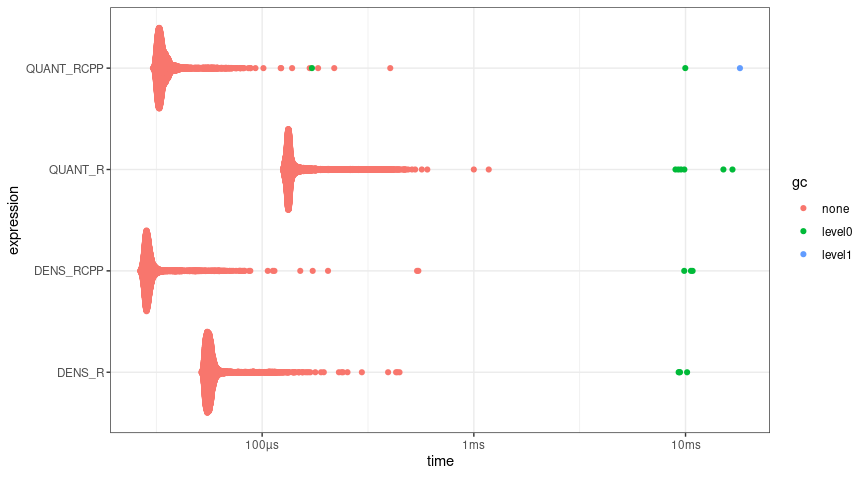 QUANT_RCPP
QUANT_R
DENS_RCPP
DENS_R
expression
100µs
1ms
10ms
time
gc
none
level0
level1